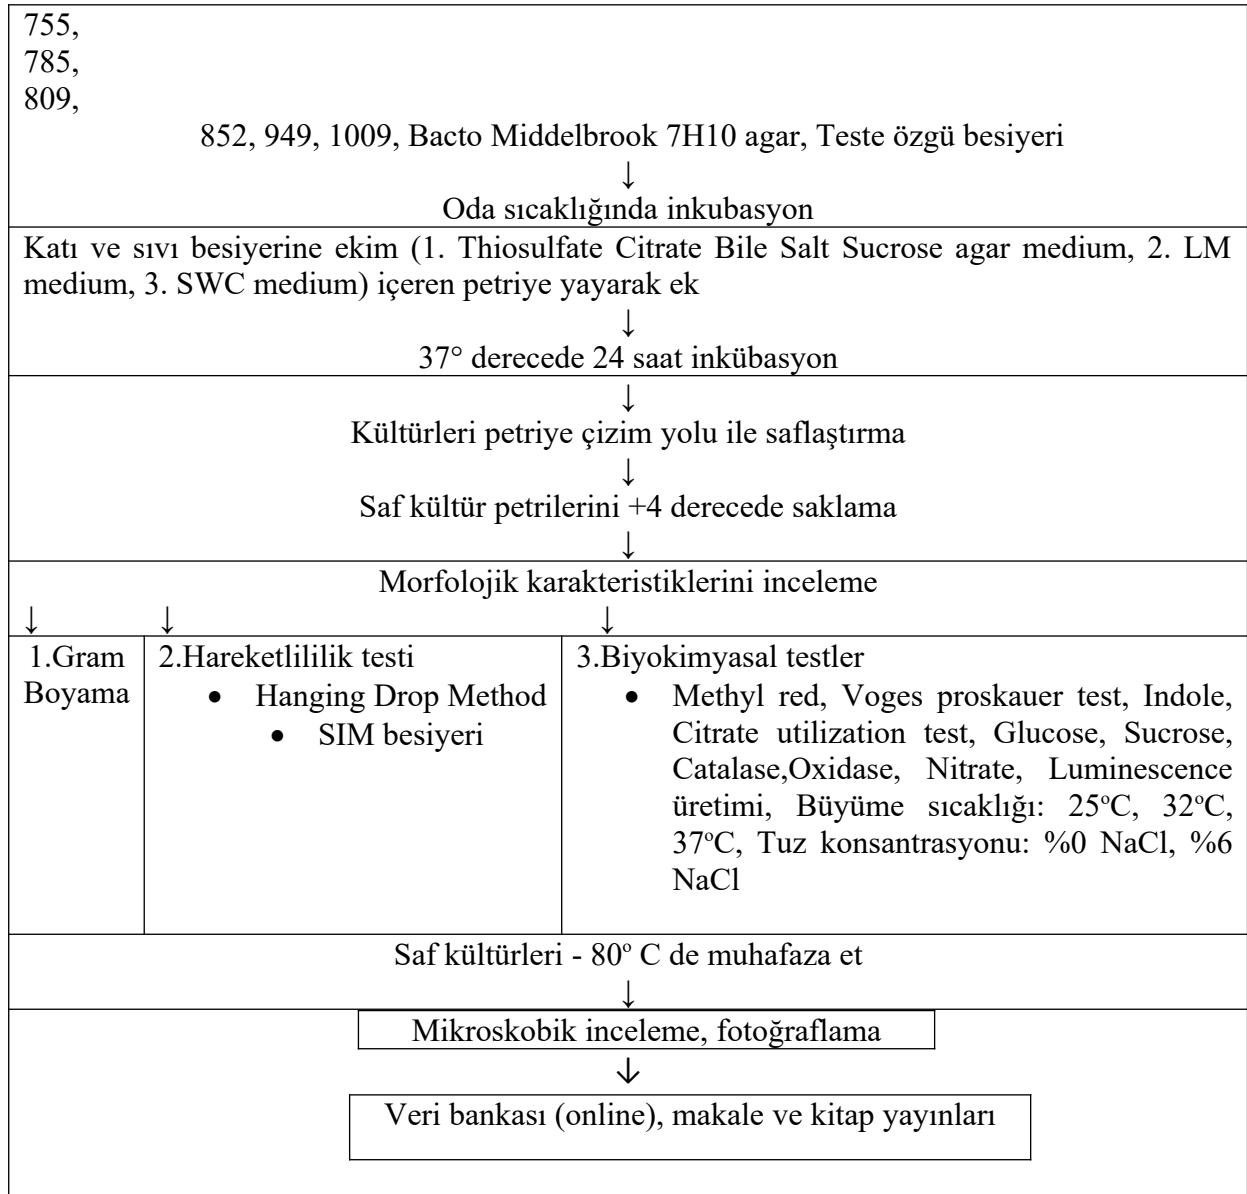 755,
785,
809,
852, 949, 1009, Bacto Middelbrook 7H10 agar, Teste özgü besiyeri
↓
Oda sıcaklığında inkubasyon
Katı ve sıvı besiyerine ekim (1. Thiosulfate Citrate Bile Salt Sucrose agar medium, 2. LM
medium, 3. SWC medium) içeren petriye yayarak ek
↓
37° derecede 24 saat inkübasyon
↓
Kültürleri petriye çizim yolu ile saflaştırma
↓
Saf kültür petrilerini +4 derecede saklama
↓
Morfolojik karakteristiklerini inceleme
↓ ↓ ↓
1.Gram
Boyama
2.Hareketlililik testi
• Hanging Drop Method
• SIM besiyeri
3.Biyokimyasal testler
• Methyl red, Voges proskauer test, Indole,
Citrate utilization test, Glucose, Sucrose,
Catalase,Oxidase, Nitrate, Luminescence
üretimi, Büyüme sıcaklığı: 25ºC, 32ºC,
37ºC, Tuz konsantrasyonu: %0 NaCl, %6
NaCl
Saf kültürleri - 80º C de muhafaza et
↓
Mikroskobik inceleme, fotoğraflama
↓
Veri bankası (online), makale ve kitap yayınları